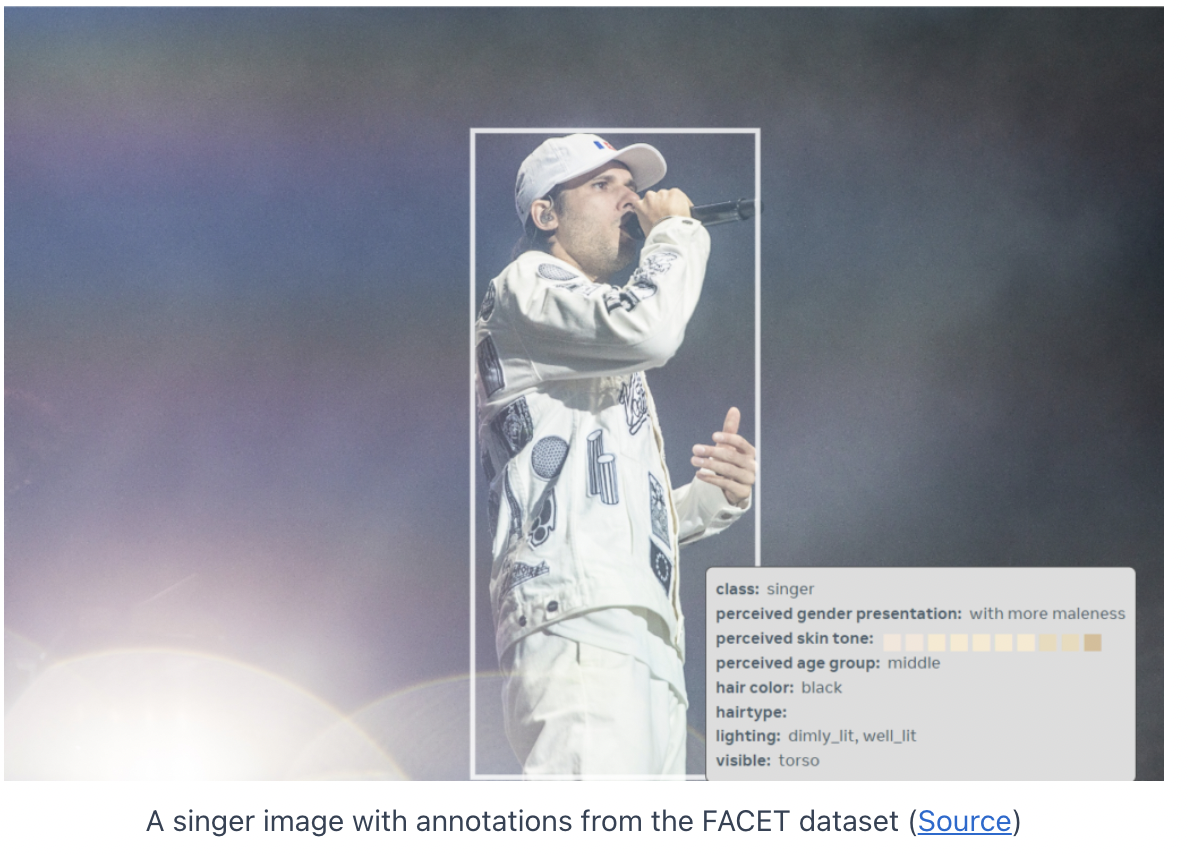 class: singer
perceived gender presentation: with more maleness
perceived skin tone:
perceived age group: middle
hair color: black
hairtype:
lighting: dimly_lit, well_lit
visible: torso
A singer image with annotations from the FACET dataset (Source)